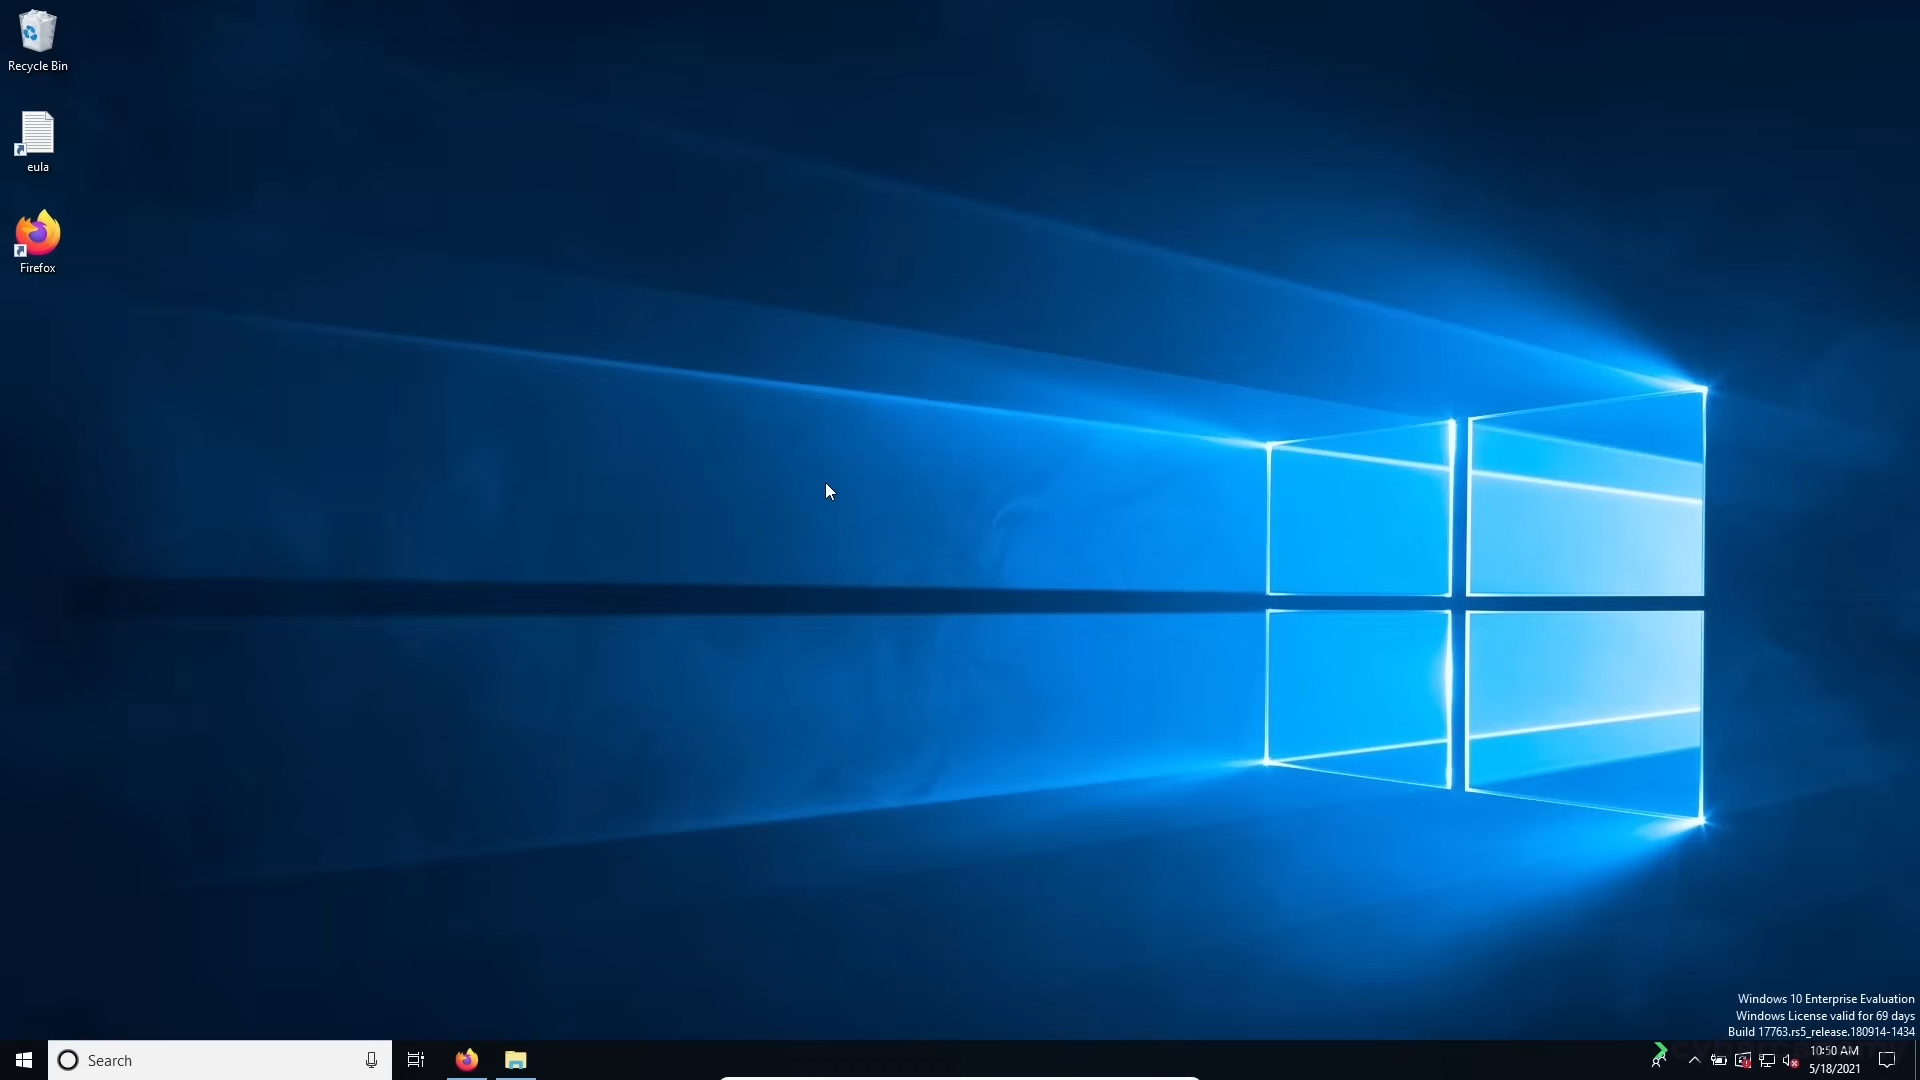 Recycle Bin
eula
Firefox
Windows 10 Enterprise Evaluation
Windows License valid for 69 days
Build 17763.rs5_release.180914-1434
Search
10:50 AM
5/18/2021